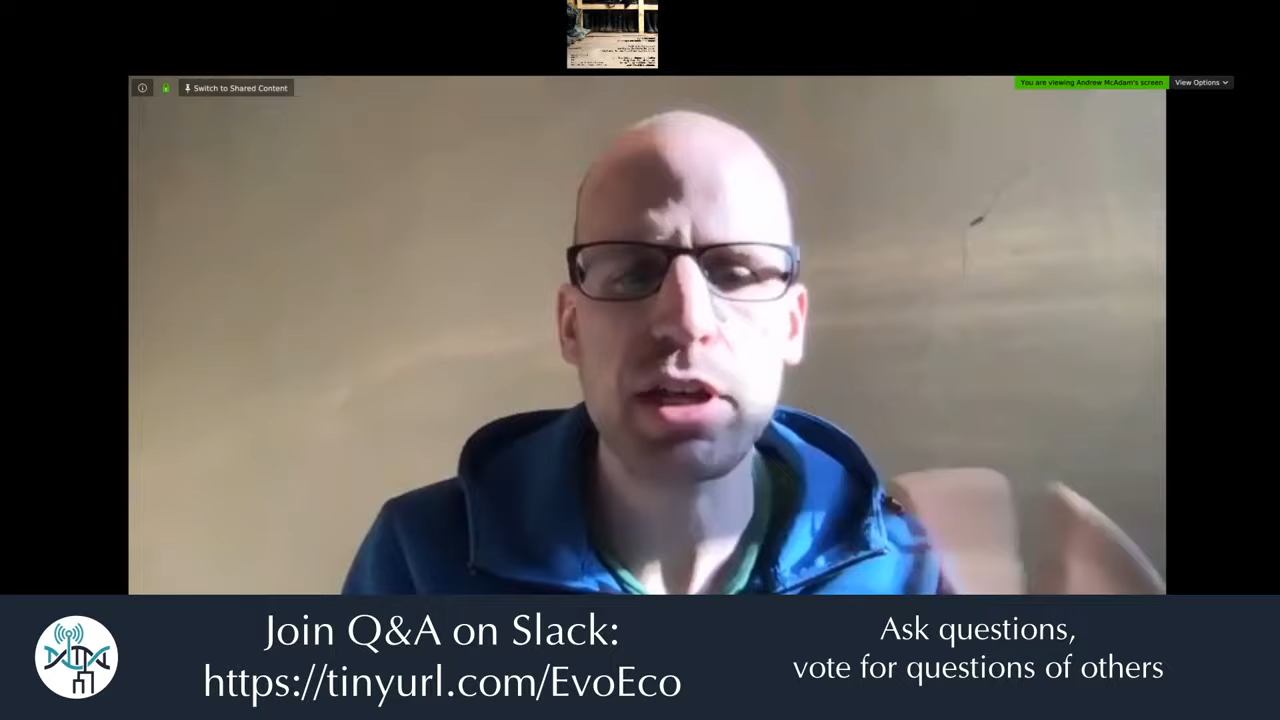 Switch to Shared Content
You are viewing Andrew McAdam's screen
View Options
Join Q&A on Slack:
https://tinyurl.com/EvoEco
Ask questions,
vote for questions of others